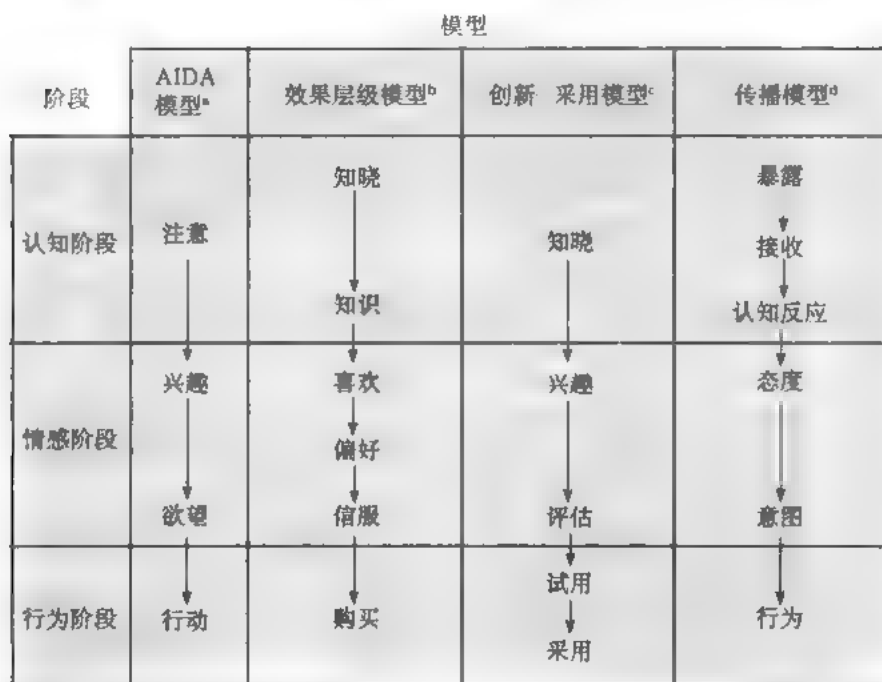 模型
阶段
AIDA
模型a
效果层级模型b
创新 采用模型c
传播模型d
认知阶段
注意
知晓
知识
知晓
暴露
接收
认知反应
情感阶段
兴趣
欲望
喜欢
偏好
信服
兴趣
评估
态度
意图
行为阶段
行动
购买
试用
采用
行为